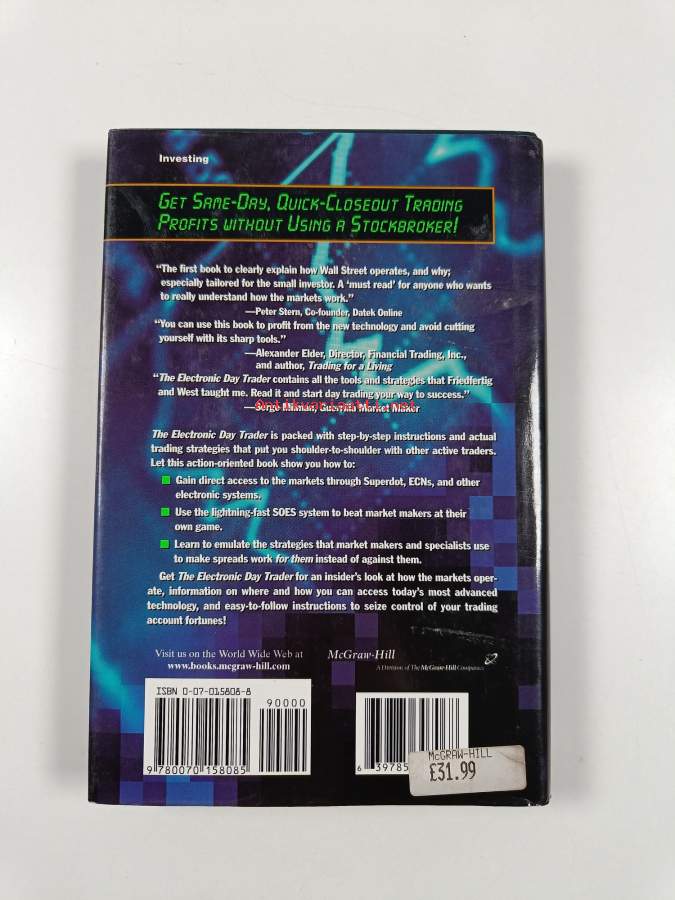 Investing
GET SAME-DAY, QUICK-CLOSEOUT TRADING
PROFITS WITHOUT USING A STOCKBROKER!
“The first book to clearly explain how Wall Street operates, and why;
especially tailored for the small investor. A ‘must read’ for anyone who wants
to really understand how the markets work.”
—Peter Stern, Co-founder, Datek Online
“You can use this book to profit from the new technology and avoid cutting
yourself with its sharp tools.”
—Alexander Elder, Director, Financial Trading, Inc.,
and author, Trading for a Living
“The Electronic Day Trader contains all the tools and strategies that Friedfertig
and West taught me. Read it and start day trading your way to success.”
—Serge Milman, Guerrilla Market Maker
The Electronic Day Trader is packed with step-by-step instructions and actual
trading strategies that put you shoulder-to-shoulder with other active traders.
Let this action-oriented book show you how to:
Gain direct access to the markets through Superdot, ECNs, and other
electronic systems.
Use the lightning-fast SOES system to beat market makers at their
own game.
Learn to emulate the strategies that market makers and specialists use
to make spreads work for them instead of against them.
Get The Electronic Day Trader for an insider’s look at how the markets oper-
ate, information on where and how you can access today’s most advanced
technology, and easy-to-follow instructions to seize control of your trading
account fortunes!
Visit us on the World Wide Web at
www.books.mcgraw-hill.com
McGraw-Hill
A Division of The McGraw-Hill Companies
ISBN 0-07-015808-8
90000
9 780070 158085
6 39785
McGRAW-HILL
£31.99